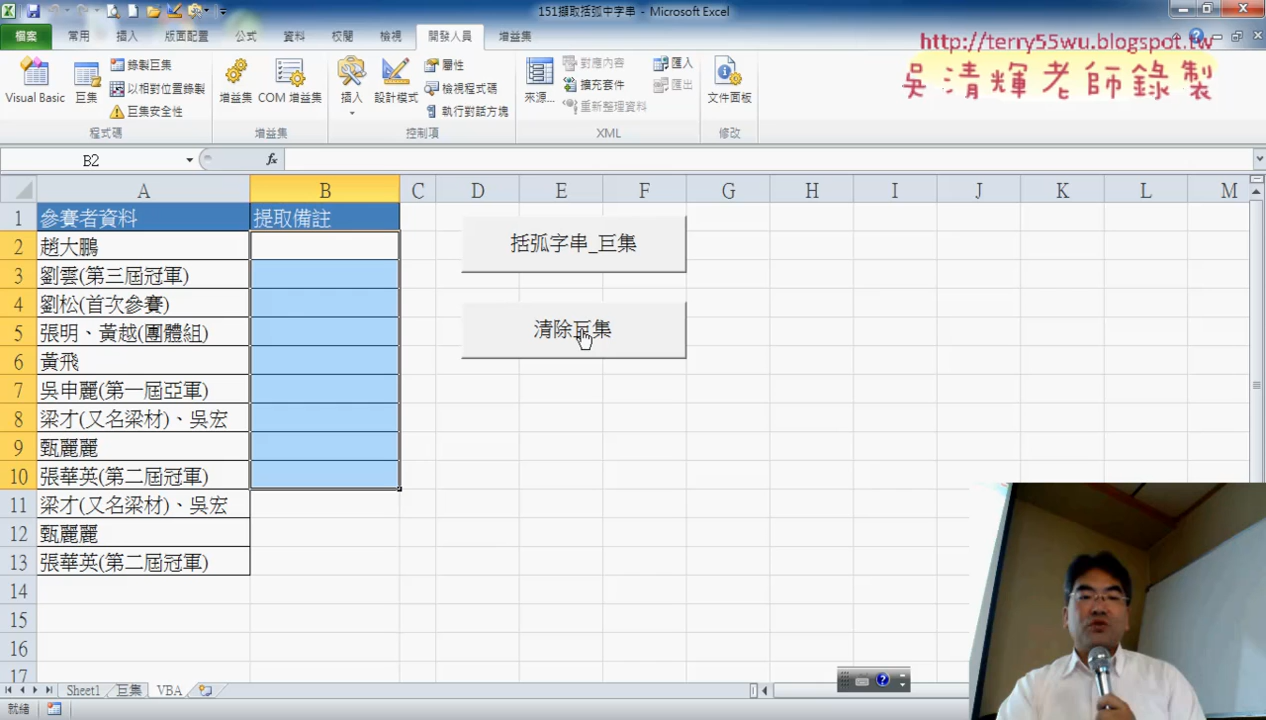 151擷取括弧中字串 - Microsoft Excel
檔案 常用 插入 版面配置 公式 資料 校閱 檢視 開發人員 增益集
http://terry55wu.blogspot.tw
吳清輝老師錄製
Visual Basic 巨集 錄製巨集 以相對位置錄製 巨集安全性 程式碼
增益集 COM 增益集 增益集
插入 設計模式 屬性 檢視程式碼 執行對話方塊 控制項
來源... 對應內容 擴充套件 重新整理資料 匯入 匯出 XML
文件面板 修改
B2 fx
A B C D E F G H I J K L M
1 參賽者資料 提取備註
2 趙大鵬
括弧字串_巨集
3 劉雲(第三屆冠軍)
4 劉松(首次參賽)
清除巨集
5 張明、黃越(團體組)
6 黃飛
7 吳申麗(第一屆亞軍)
8 梁才(又名梁材)、吳宏
9 甄麗麗
10 張華英(第二屆冠軍)
11 梁才(又名梁材)、吳宏
12 甄麗麗
13 張華英(第二屆冠軍)
14
15
16
17
Sheet1 巨集 VBA
就緒